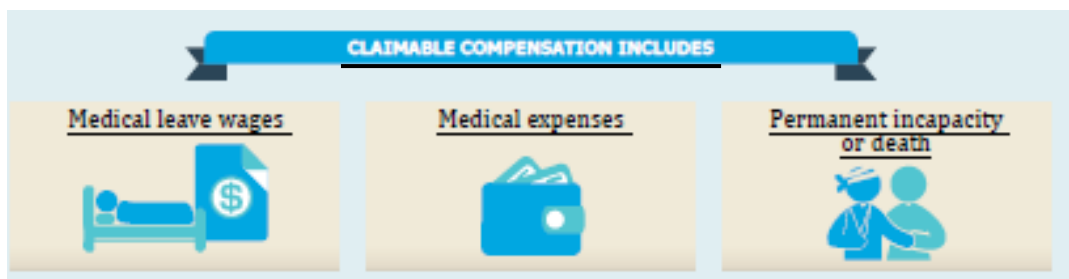 CLAIMABLE COMPENSATION INCLUDES
Medical leave wages
Medical expenses
Permanent incapacity
or death
$